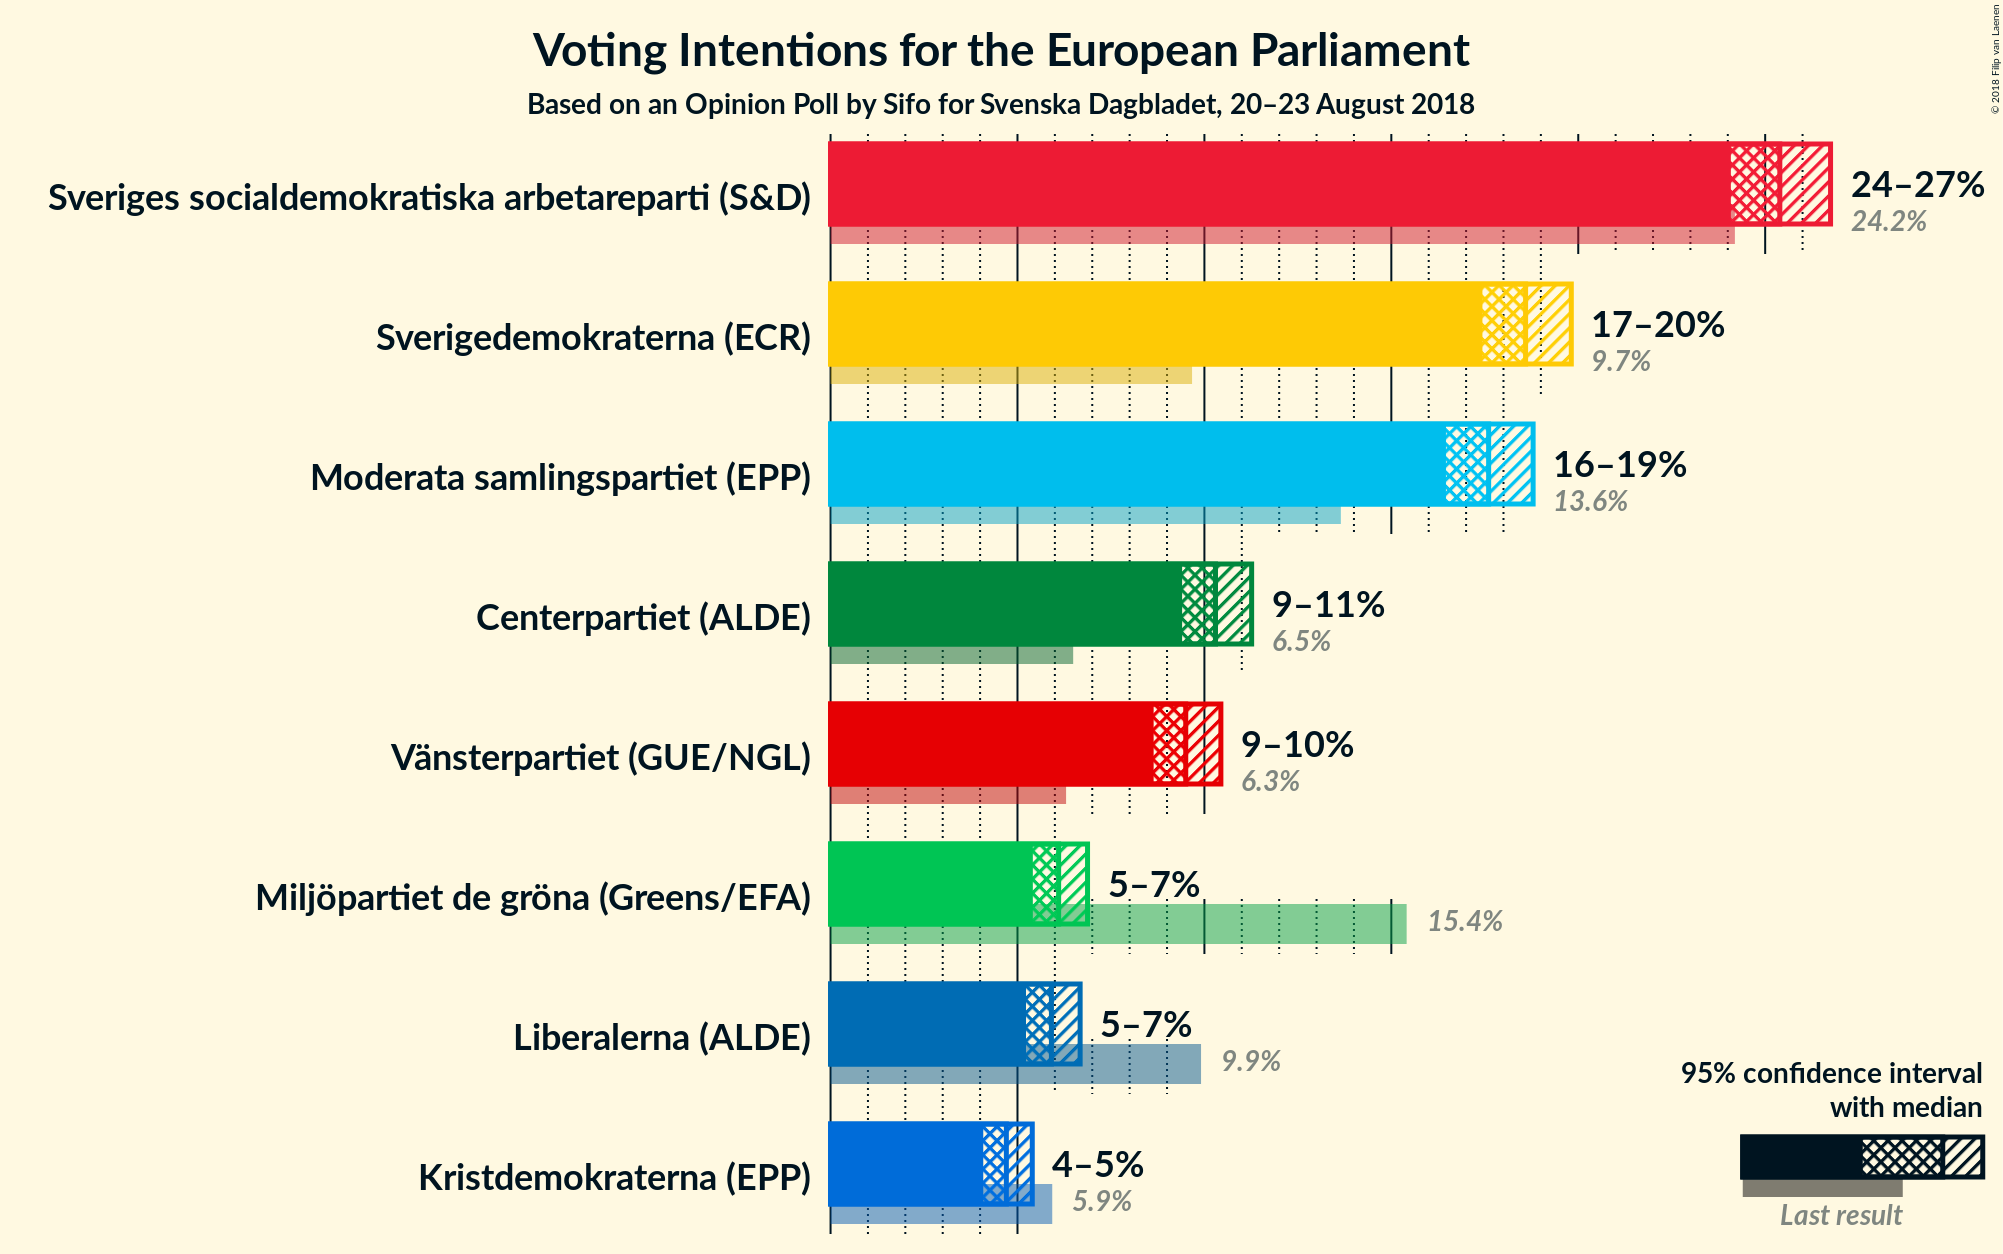 Voting Intentions for the European Parliament
Based on an Opinion Poll by Sifo for Svenska Dagbladet, 20–23 August 2018
© 2018 Filip van Laenen
Sveriges socialdemokratiska arbetareparti (S&D)
24–27%
24.2%
Sverigedemokraterna (ECR)
17–20%
9.7%
Moderata samlingspartiet (EPP)
16–19%
13.6%
Centerpartiet (ALDE)
9–11%
6.5%
Vänsterpartiet (GUE/NGL)
9–10%
6.3%
Miljöpartiet de gröna (Greens/EFA)
5–7%
15.4%
Liberalerna (ALDE)
5–7%
9.9%
Kristdemokraterna (EPP)
4–5%
5.9%
95% confidence interval
with median
Last result